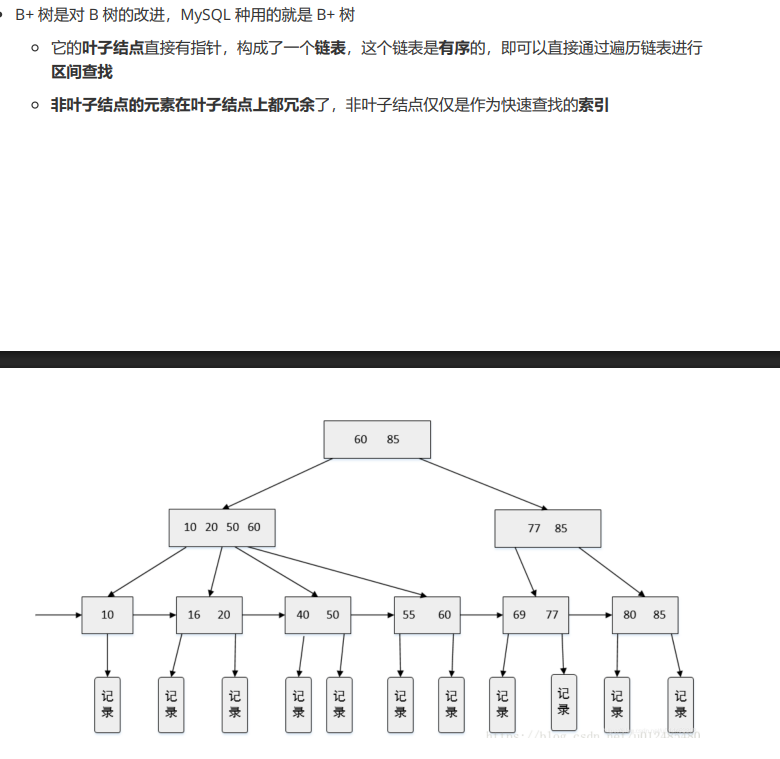 B+ 树是对 B 树的改进，MySQL 种用的就是 B+ 树
它的叶子结点直接有指针，构成了一个链表，这个链表是有序的，即可以直接通过遍历链表进行
区间查找
非叶子结点的元素在叶子结点上都冗余了，非叶子结点仅仅是作为快速查找的索引
60 85
10 20 50 60
77 85
10
16 20
40 50
55 60
69 77
80 85
记录
记录
记录
记录
记录
记录
记录
记录
记录
记录
记录